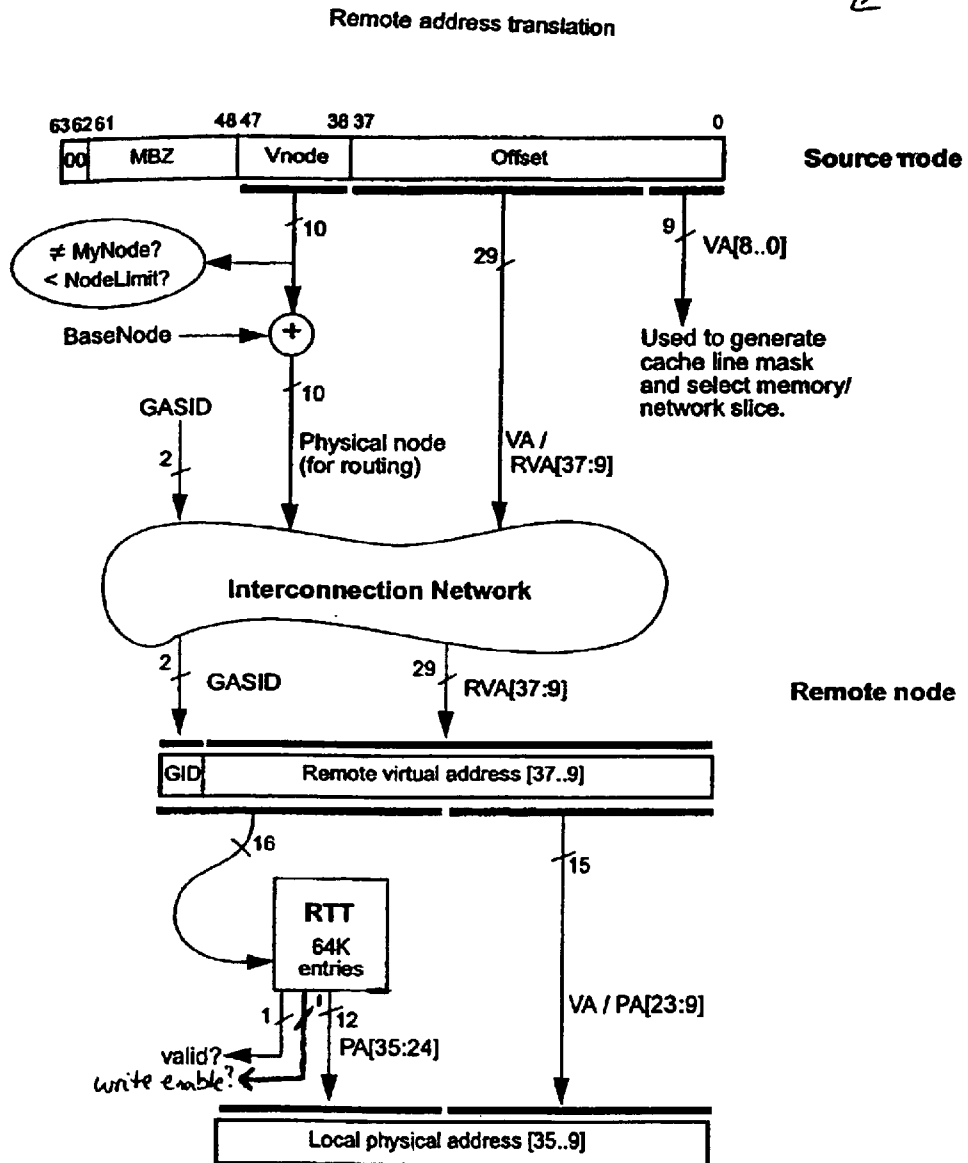 Remote address translation
63 62 61 48 47 38 37 0
00 MBZ Vnode Offset
Source node
10
≠ MyNode?
< NodeLimit?
29
9
VA[8..0]
BaseNode
+
Used to generate
cache line mask
and select memory/
network slice.
10
GASID
Physical node
(for routing)
VA /
RVA[37:9]
2
Interconnection Network
2
GASID
29
RVA[37:9]
Remote node
GID Remote virtual address [37..9]
16
15
RTT
64K
entries
1
1
12
PA[35:24]
VA / PA[23:9]
valid?
write enable?
Local physical address [35..9]